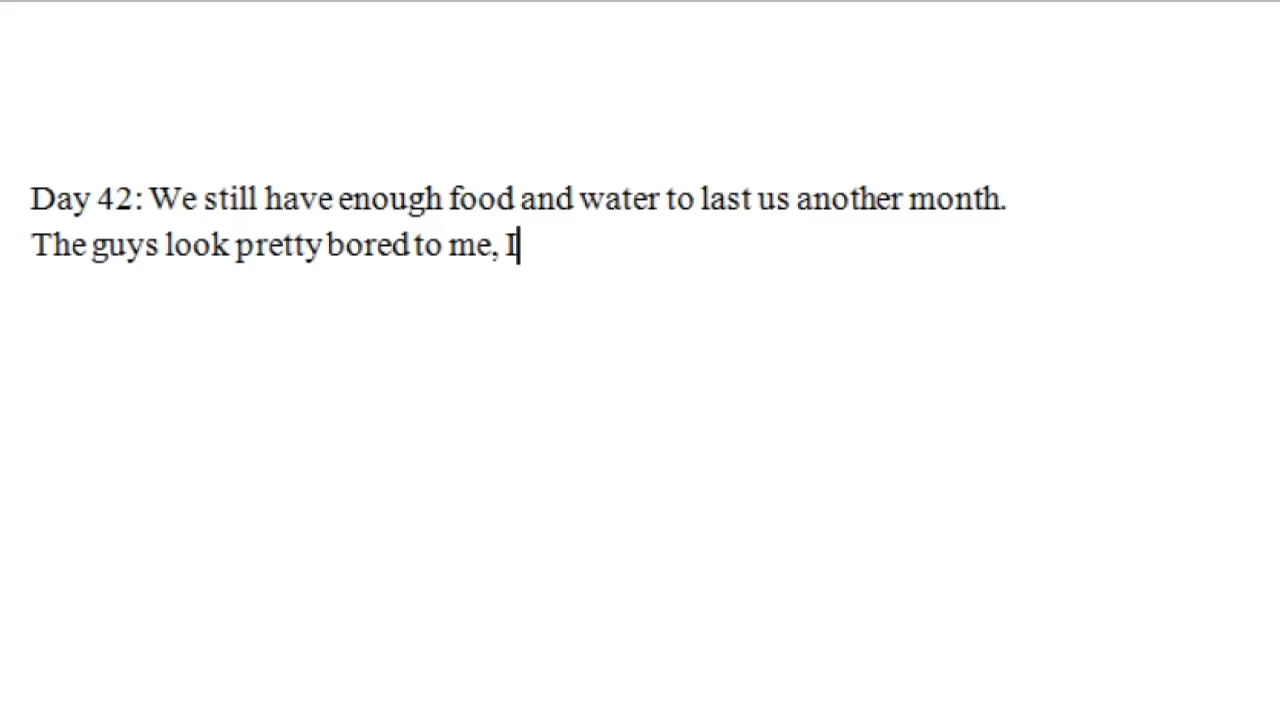 Day 42: We still have enough food and water to last us another month.
The guys look pretty bored to me, I